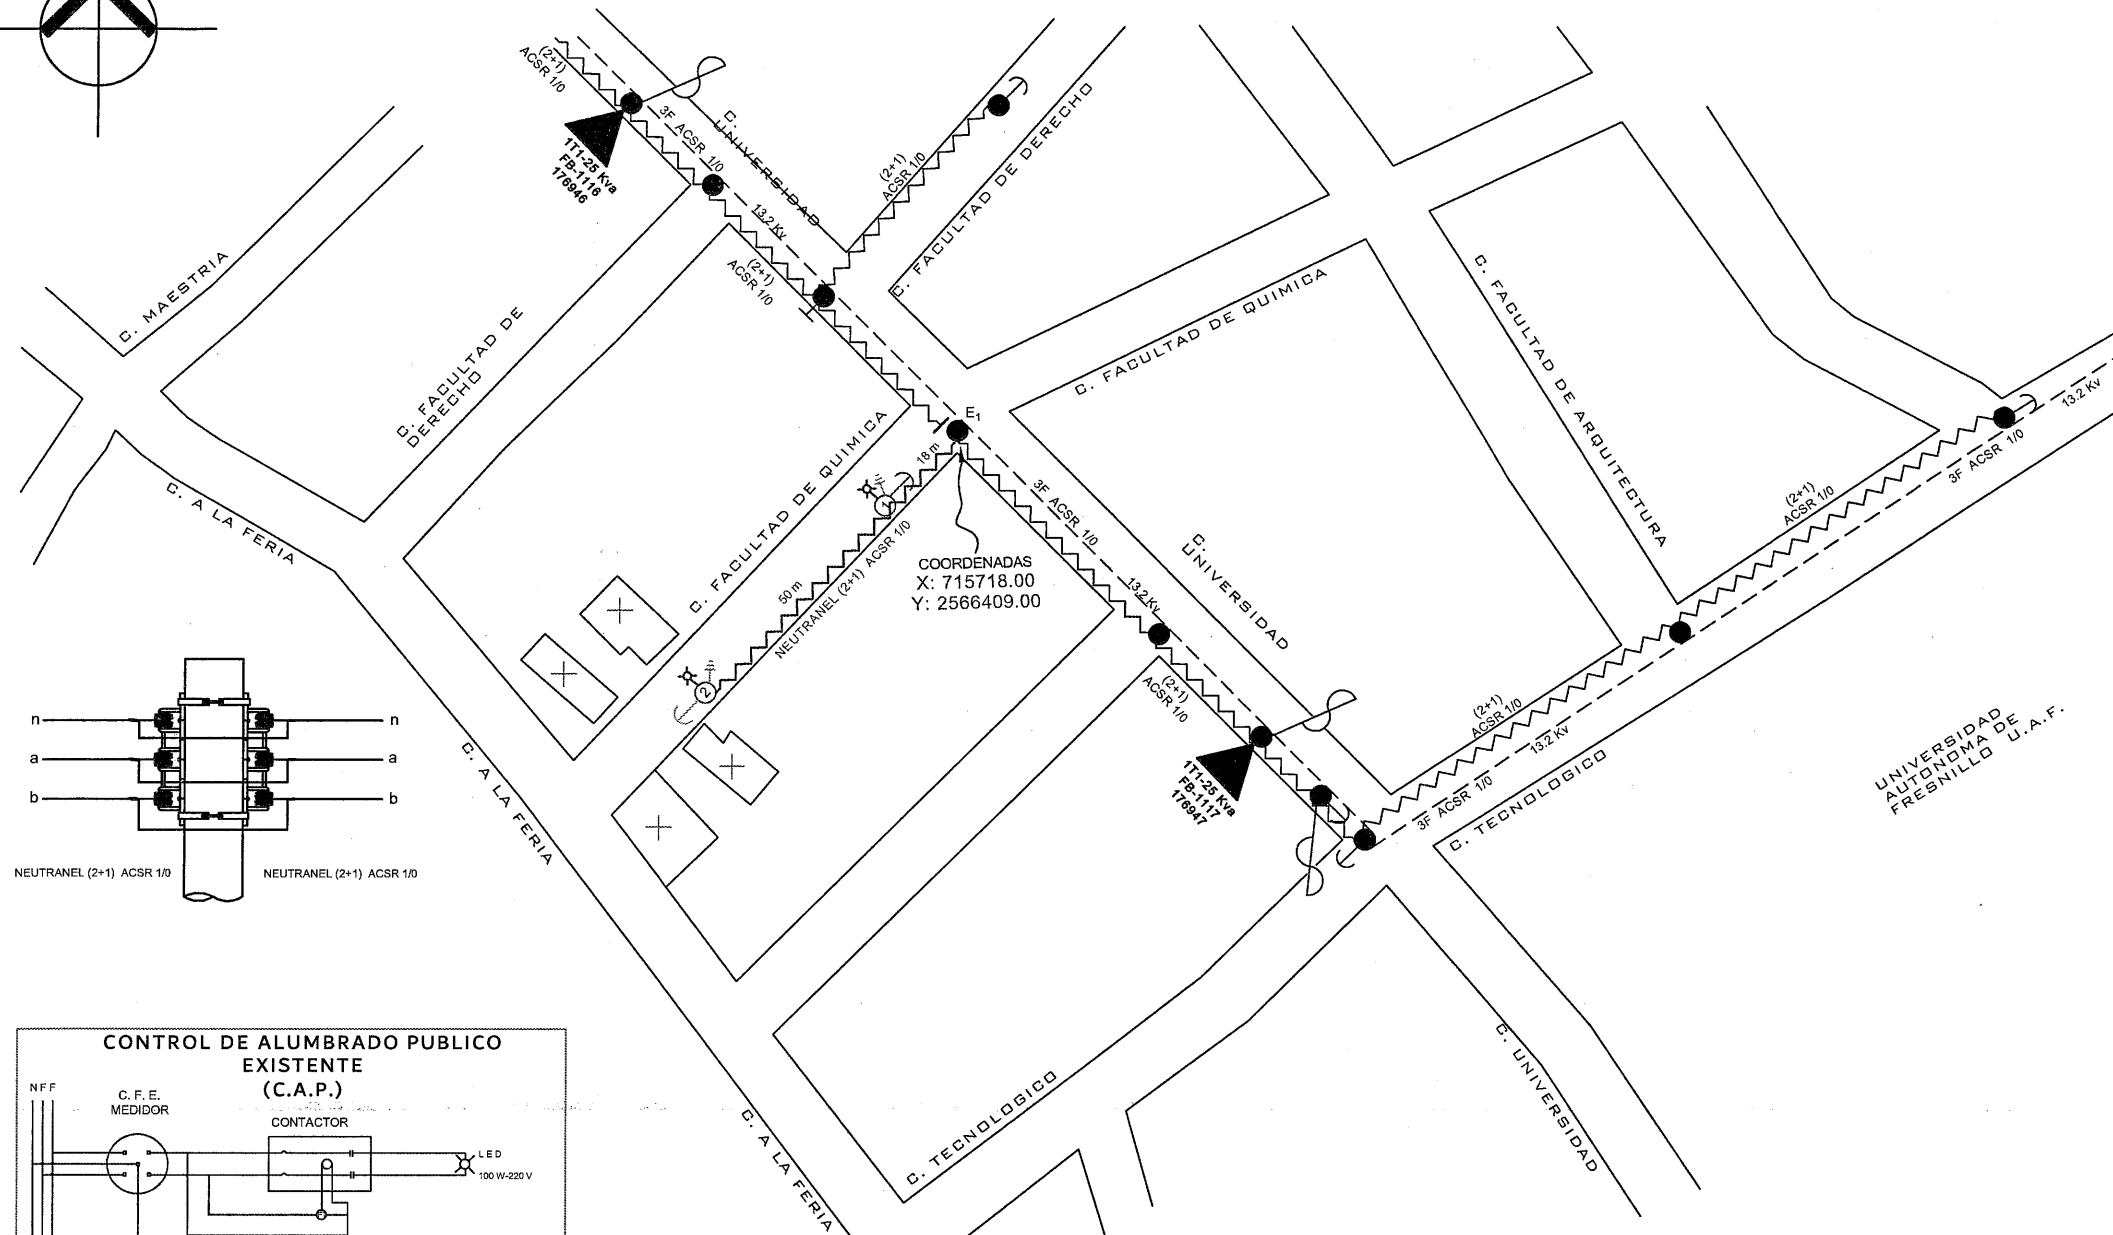 (2+1)
ACSR 1/0
1T1-25 Kva
FB-1116
176946
3F ACSR 1/0
C.
UNIVERSIDAD
13.2 Kv
(2+1)
ACSR 1/0
(2+1)
ACSR 1/0
C. FACULTAD DE DERECHO
C. MAESTRIA
C. FACULTAD DE
DERECHO
C. FACULTAD DE QUIMICA
C. FACULTAD DE ARQUITECTURA
13.2 Kv
3F ACSR 1/0
(2+1)
ACSR 1/0
E1
18 m
1
C. FACULTAD DE QUIMICA
C. A LA FERIA
50 m
NEUTRANEL (2+1) ACSR 1/0
2
COORDENADAS
X: 715718.00
Y: 2566409.00
3F ACSR 1/0
13.2 Kv
C.
UNIVERSIDAD
(2+1)
ACSR 1/0
1T1-25 Kva
FB-1117
176947
(2+1)
ACSR 1/0
13.2 Kv
3F ACSR 1/0
C. TECNOLOGICO
UNIVERSIDAD
AUTONOMA DE
FRESNILLO U.A.F.
n n
a a
b b
NEUTRANEL (2+1) ACSR 1/0 NEUTRANEL (2+1) ACSR 1/0
C. A LA FERIA
C. UNIVERSIDAD
C. TECNOLOGICO
C. A LA FERIA
CONTROL DE ALUMBRADO PUBLICO
EXISTENTE
(C.A.P.)
N F F
C. F. E.
MEDIDOR
CONTACTOR
LED
100 W-220 V